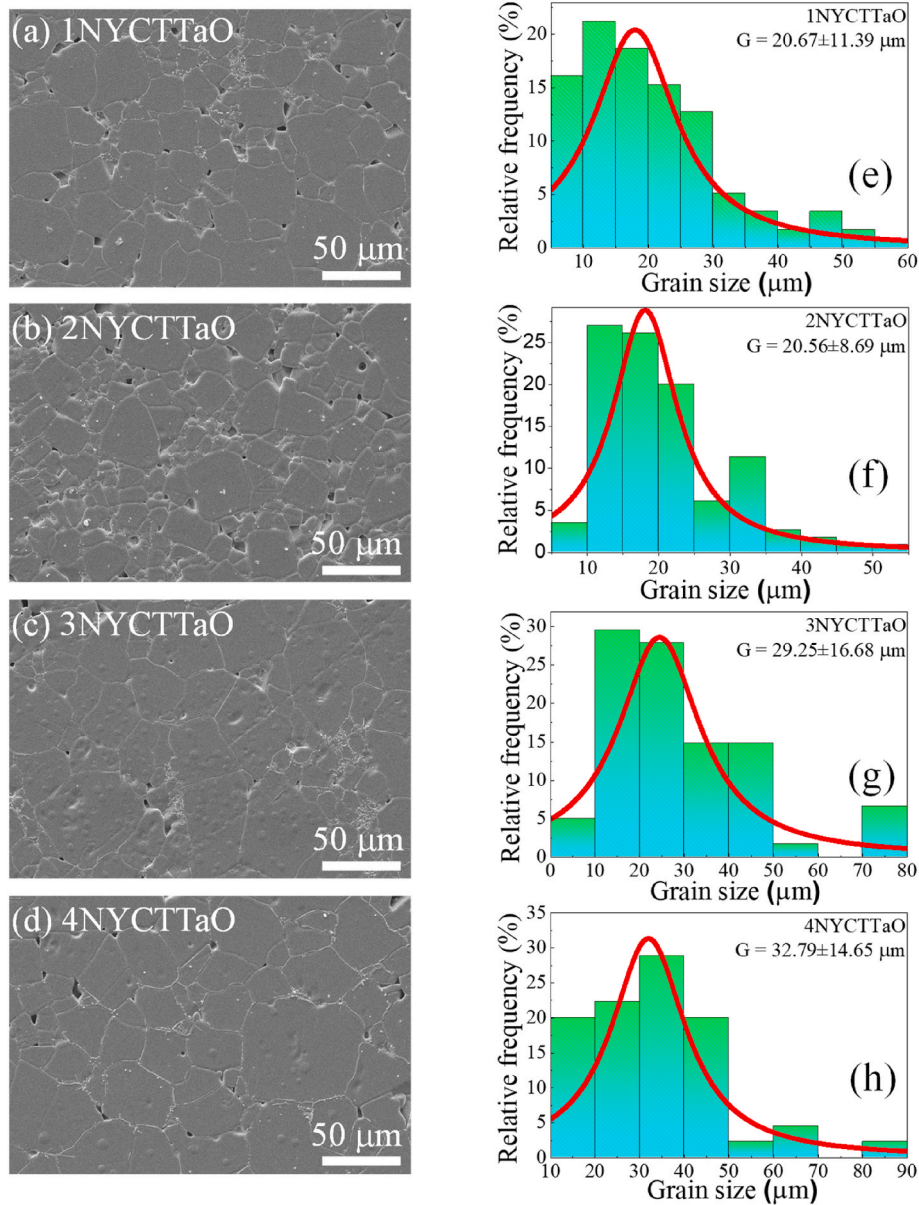 (a) 1NYCTTaO
50 μm
Relative frequency (%)
20
15
10
5
0
1NYCTTaO
G = 20.67±11.39 μm
(e)
10 20 30 40 50 60
Grain size (μm)
(b) 2NYCTTaO
50 μm
Relative frequency (%)
25
20
15
10
5
0
2NYCTTaO
G = 20.56±8.69 μm
(f)
10 20 30 40 50
Grain size (μm)
(c) 3NYCTTaO
50 μm
Relative frequency (%)
30
25
20
15
10
5
0
3NYCTTaO
G = 29.25±16.68 μm
(g)
0 10 20 30 40 50 60 70 80
Grain size (μm)
(d) 4NYCTTaO
50 μm
Relative frequency (%)
35
30
25
20
15
10
5
0
4NYCTTaO
G = 32.79±14.65 μm
(h)
10 20 30 40 50 60 70 80 90
Grain size (μm)